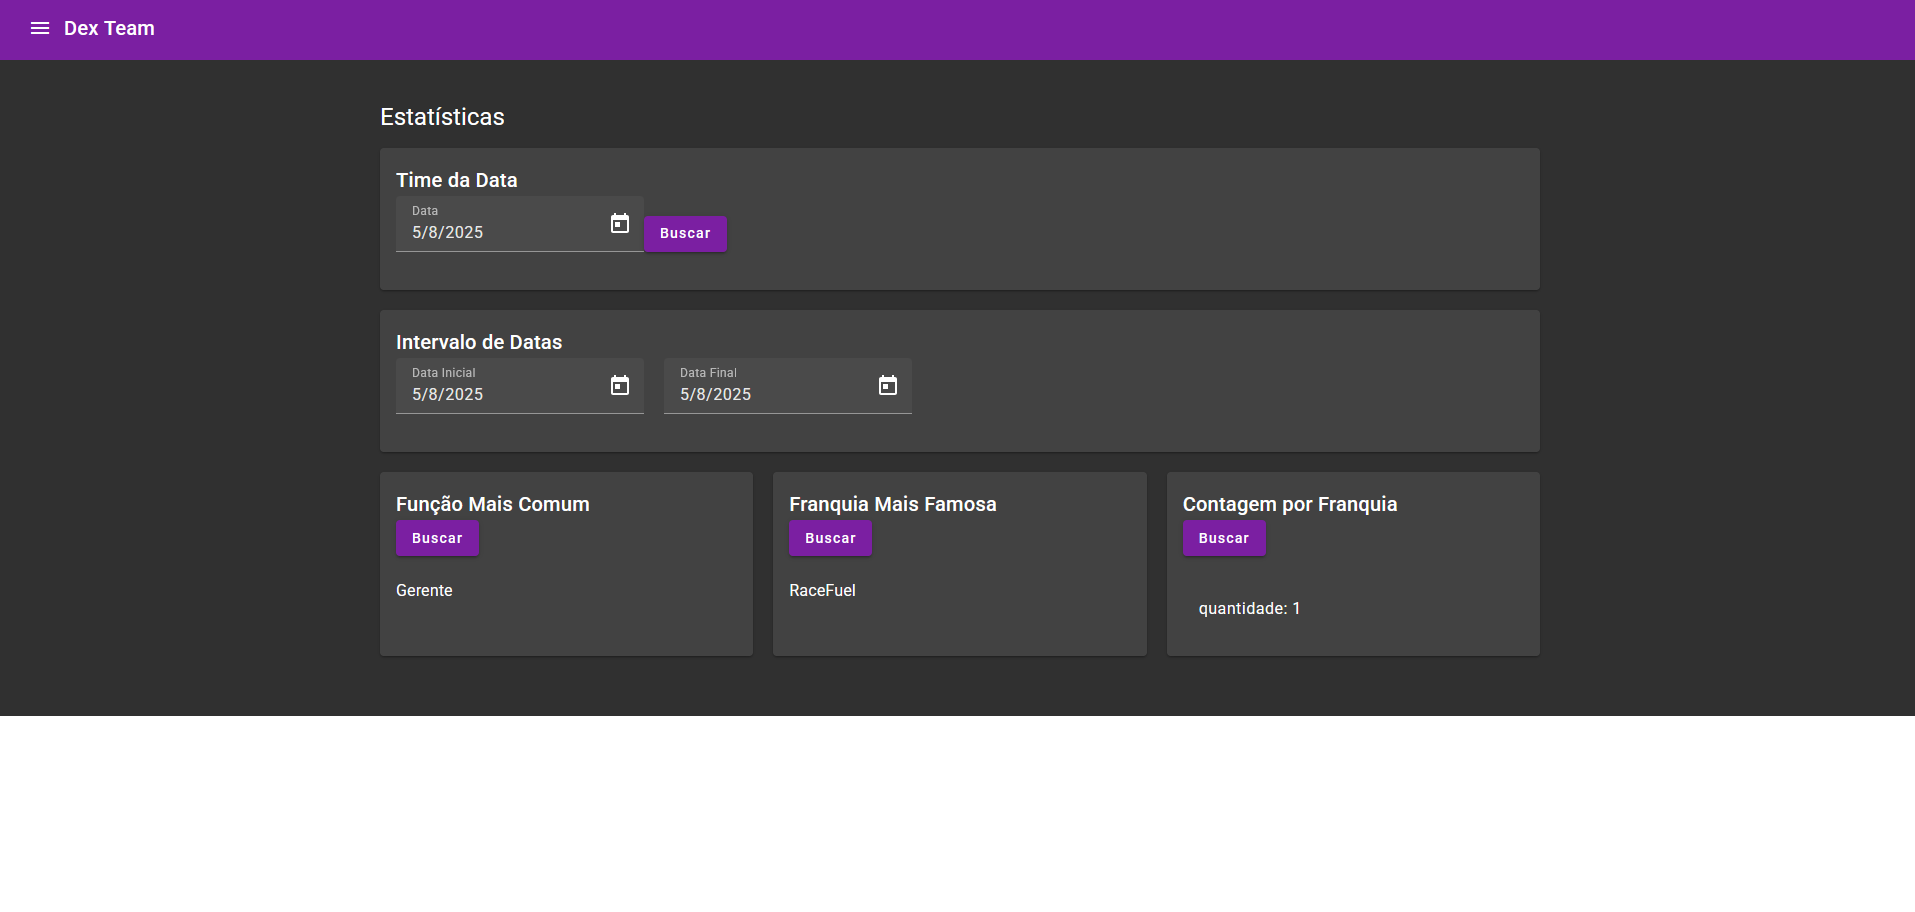 Dex Team
Estatísticas
Time da Data
Data
5/8/2025
Buscar
Intervalo de Datas
Data Inicial
5/8/2025
Data Final
5/8/2025
Função Mais Comum
Buscar
Gerente
Franquia Mais Famosa
Buscar
RaceFuel
Contagem por Franquia
Buscar
quantidade: 1